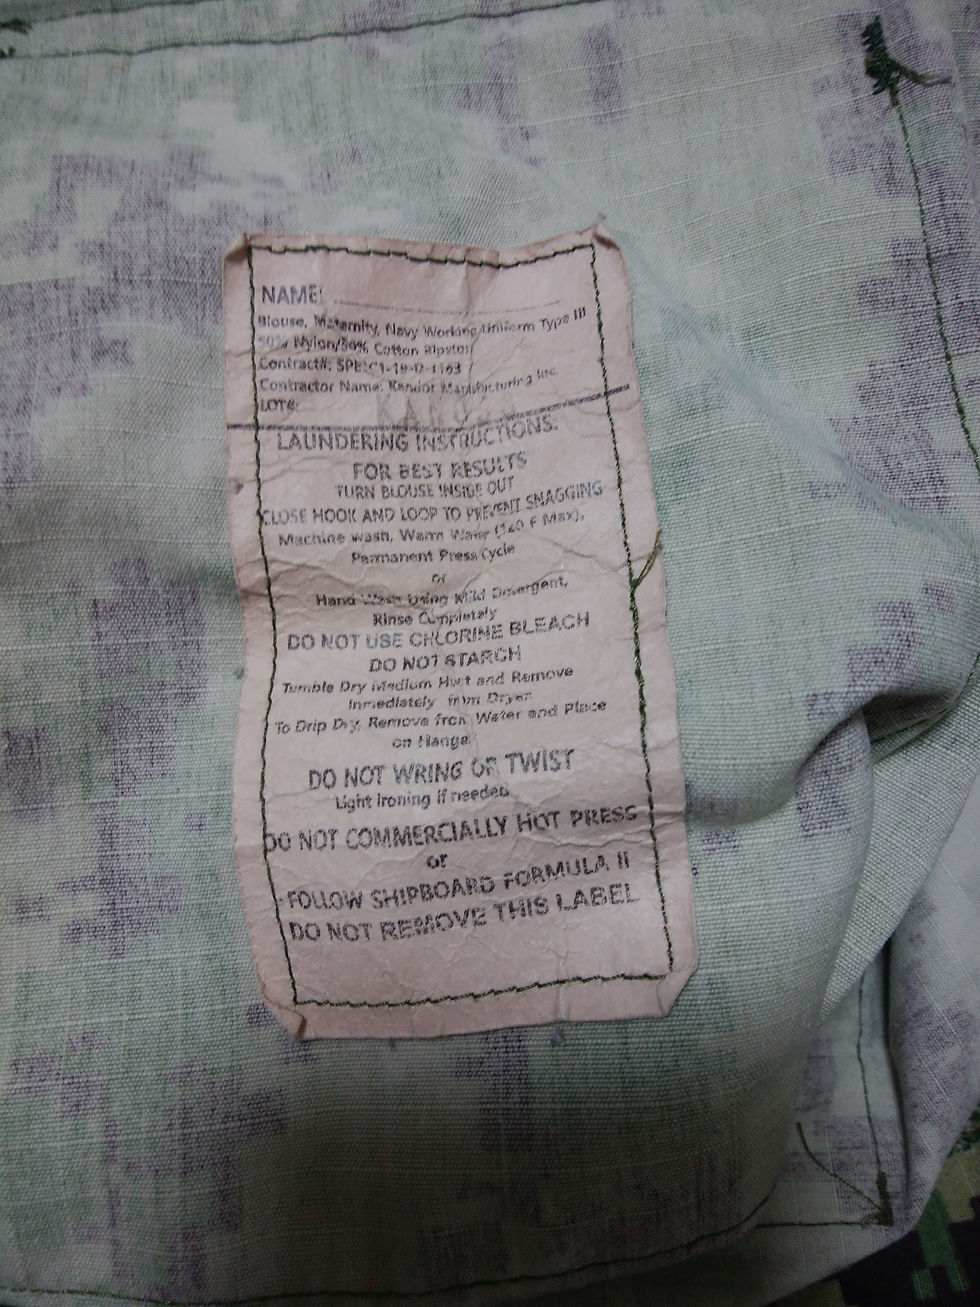 NAME:
Blouse, Maternity, Navy Working Uniform Type III
50% Nylon/50% Cotton Ripstop
Contract#: SPE1C1-19-D-1163
Contractor Name: Kandor Manufacturing Inc.
LOT#:
LAUNDERING INSTRUCTIONS:
FOR BEST RESULTS
TURN BLOUSE INSIDE OUT
CLOSE HOOK AND LOOP TO PREVENT SNAGGING
Machine wash, Warm Water (140 F Max),
Permanent Press Cycle
or
Hand Wash Using Mild Detergent,
Rinse Completely
DO NOT USE CHLORINE BLEACH
DO NOT STARCH
Tumble Dry Medium Heat and Remove
Immediately from Dryer
To Drip Dry, Remove from Water and Place
on Hanger
DO NOT WRING OR TWIST
Light ironing if needed
DO NOT COMMERCIALLY HOT PRESS
or
FOLLOW SHIPBOARD FORMULA II
DO NOT REMOVE THIS LABEL